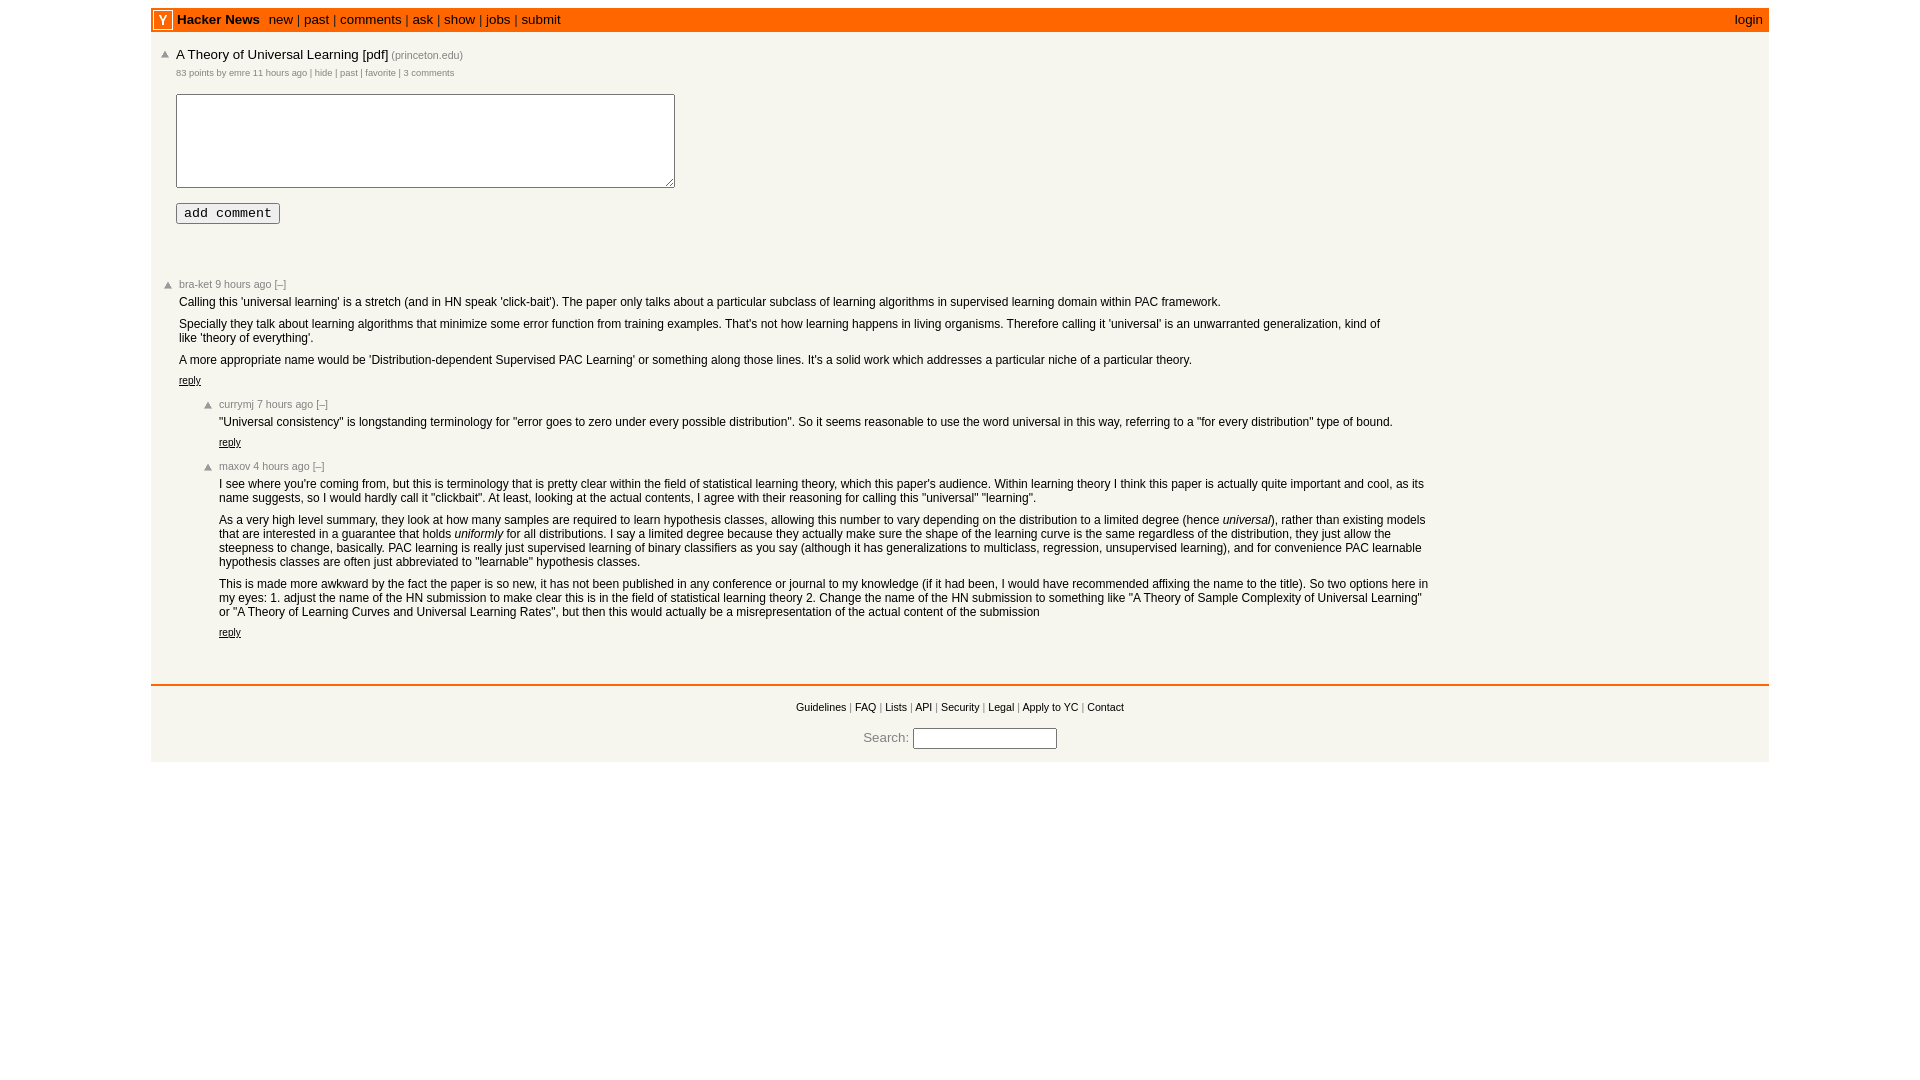 Y Hacker News new | past | comments | ask | show | jobs | submit login
A Theory of Universal Learning [pdf] (princeton.edu)
83 points by emre 11 hours ago | hide | past | favorite | 3 comments
add comment
bra-ket 9 hours ago [–]
Calling this 'universal learning' is a stretch (and in HN speak 'click-bait'). The paper only talks about a particular subclass of learning algorithms in supervised learning domain within PAC framework.
Specially they talk about learning algorithms that minimize some error function from training examples. That's not how learning happens in living organisms. Therefore calling it 'universal' is an unwarranted generalization, kind of
like 'theory of everything'.
A more appropriate name would be 'Distribution-dependent Supervised PAC Learning' or something along those lines. It's a solid work which addresses a particular niche of a particular theory.
reply
currymj 7 hours ago [–]
"Universal consistency" is longstanding terminology for "error goes to zero under every possible distribution". So it seems reasonable to use the word universal in this way, referring to a "for every distribution" type of bound.
reply
maxov 4 hours ago [–]
I see where you're coming from, but this is terminology that is pretty clear within the field of statistical learning theory, which this paper's audience. Within learning theory I think this paper is actually quite important and cool, as its
name suggests, so I would hardly call it "clickbait". At least, looking at the actual contents, I agree with their reasoning for calling this "universal" "learning".
As a very high level summary, they look at how many samples are required to learn hypothesis classes, allowing this number to vary depending on the distribution to a limited degree (hence universal), rather than existing models
that are interested in a guarantee that holds uniformly for all distributions. I say a limited degree because they actually make sure the shape of the learning curve is the same regardless of the distribution, they just allow the
steepness to change, basically. PAC learning is really just supervised learning of binary classifiers as you say (although it has generalizations to multiclass, regression, unsupervised learning), and for convenience PAC learnable
hypothesis classes are often just abbreviated to "learnable" hypothesis classes.
This is made more awkward by the fact the paper is so new, it has not been published in any conference or journal to my knowledge (if it had been, I would have recommended affixing the name to the title). So two options here in
my eyes: 1. adjust the name of the HN submission to make clear this is in the field of statistical learning theory 2. Change the name of the HN submission to something like "A Theory of Sample Complexity of Universal Learning"
or "A Theory of Learning Curves and Universal Learning Rates", but then this would actually be a misrepresentation of the actual content of the submission
reply
Guidelines | FAQ | Lists | API | Security | Legal | Apply to YC | Contact
Search: